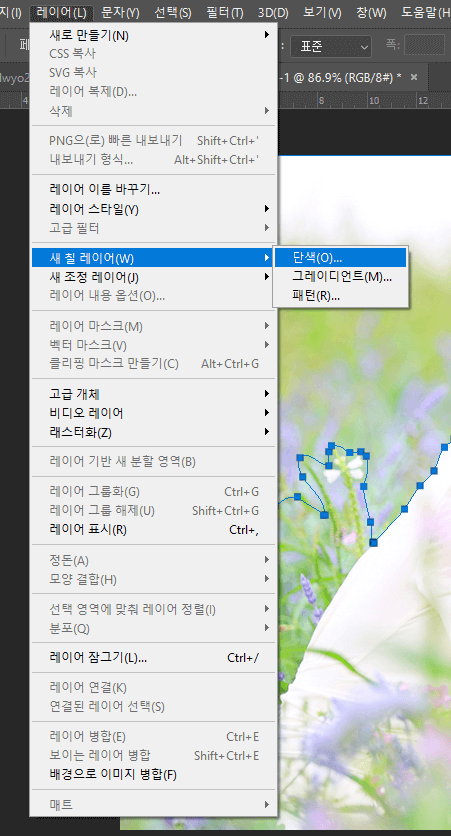 지(I) 레이어(L) 문자(Y) 선택(S) 필터(T) 3D(D) 보기(V) 창(W) 도움말(H
페 : 표준 폭:
lwyo2 -1 @ 86.9% (RGB/8#) * ×
4 8 10 12
새로 만들기(N)
CSS 복사
SVG 복사
레이어 복제(D)...
삭제
PNG으(로) 빠른 내보내기 Shift+Ctrl+'
내보내기 형식... Alt+Shift+Ctrl+'
레이어 이름 바꾸기...
레이어 스타일(Y)
고급 필터
새 칠 레이어(W) 단색(O)...
새 조정 레이어(J) 그레이디언트(M)...
레이어 내용 옵션(O)... 패턴(R)...
레이어 마스크(M)
벡터 마스크(V)
클리핑 마스크 만들기(C) Alt+Ctrl+G
고급 개체
비디오 레이어
래스터화(Z)
레이어 기반 새 분할 영역(B)
레이어 그룹화(G) Ctrl+G
레이어 그룹 해제(U) Shift+Ctrl+G
레이어 표시(R) Ctrl+,
정돈(A)
모양 결합(H)
선택 영역에 맞춰 레이어 정렬(I)
분포(Q)
레이어 잠그기(L)... Ctrl+/
레이어 연결(K)
연결된 레이어 선택(S)
레이어 병합(E) Ctrl+E
보이는 레이어 병합 Shift+Ctrl+E
배경으로 이미지 병합(F)
매트